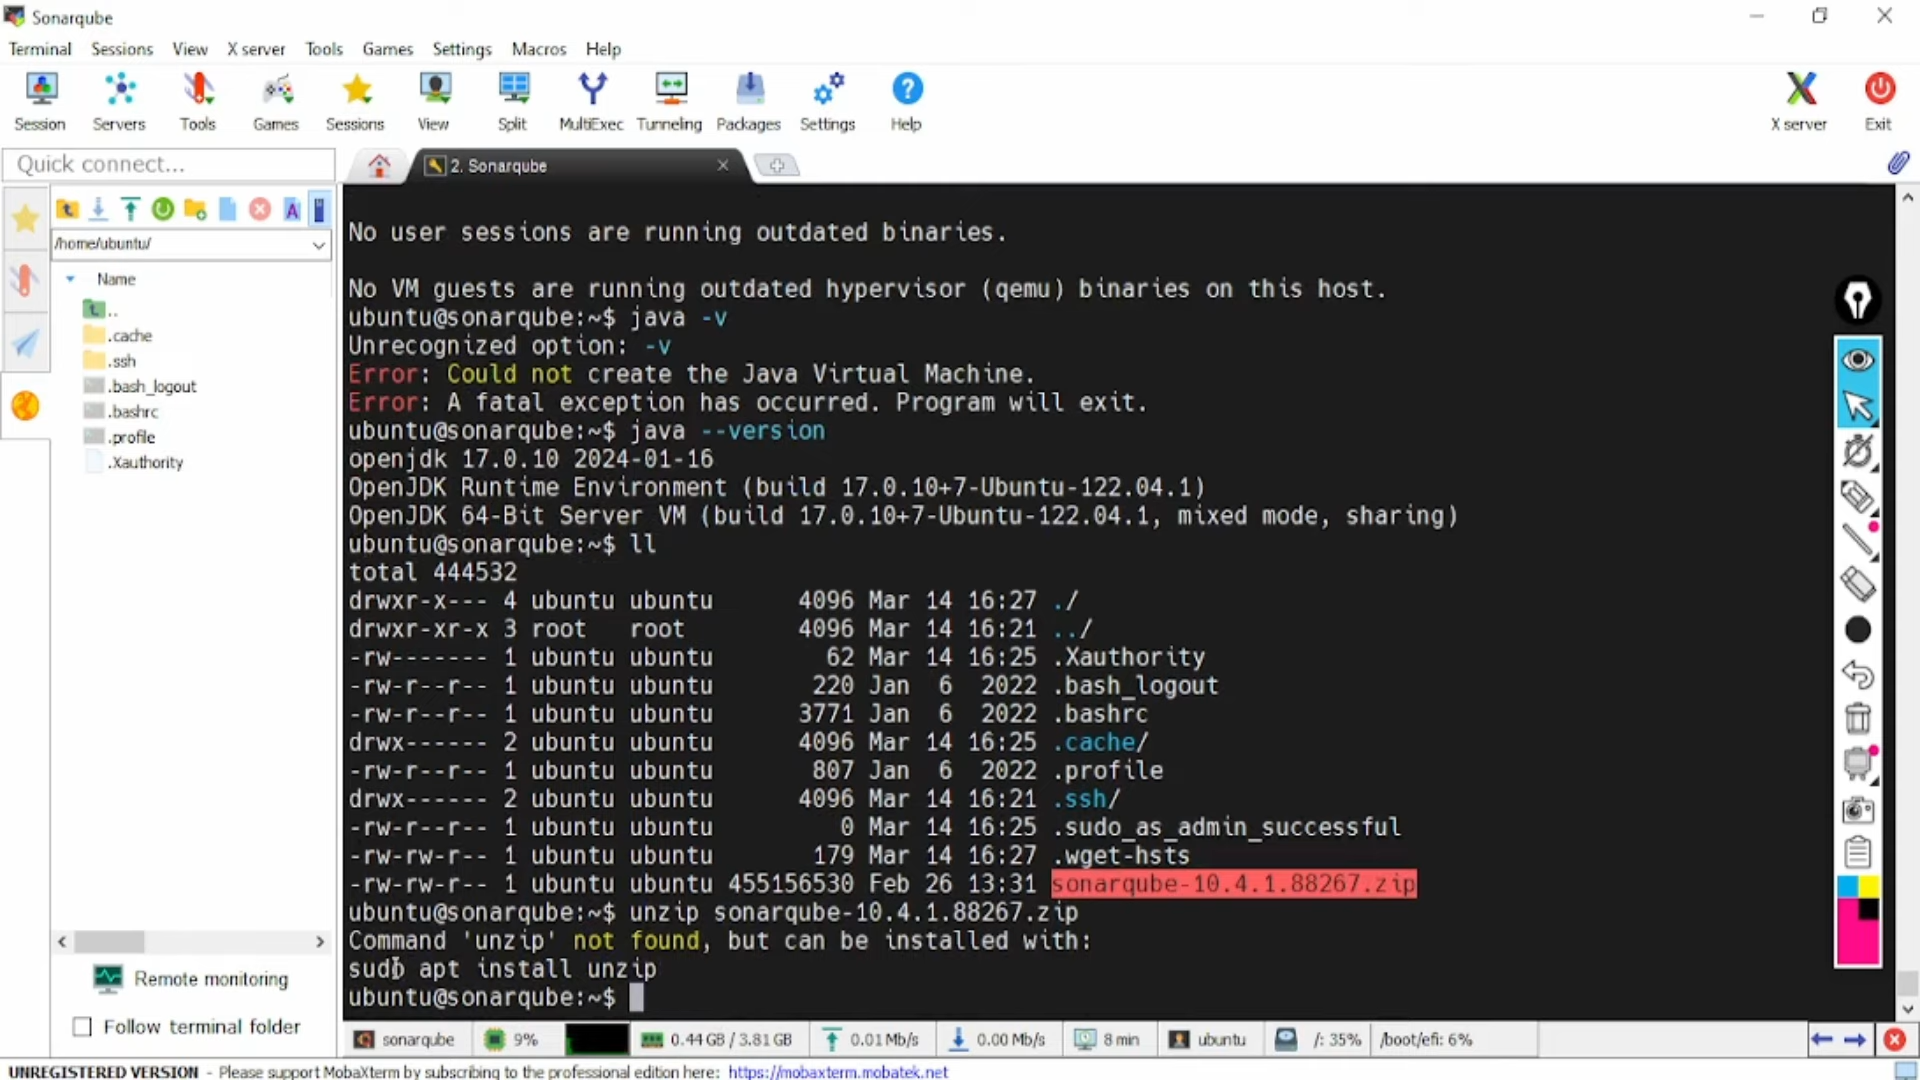 Sonarqube
Terminal Sessions View X server Tools Games Settings Macros Help
Session Servers Tools Games Sessions View Split MultiExec Tunneling Packages Settings Help X server Exit
Quick connect...
2. Sonarqube
/home/ubuntu/
Name
..
.cache
.ssh
.bash_logout
.bashrc
.profile
.Xauthority
Remote monitoring
Follow terminal folder
No user sessions are running outdated binaries.
No VM guests are running outdated hypervisor (qemu) binaries on this host.
ubuntu@sonarqube:~$ java -v
Unrecognized option: -v
Error: Could not create the Java Virtual Machine.
Error: A fatal exception has occurred. Program will exit.
ubuntu@sonarqube:~$ java --version
openjdk 17.0.10 2024-01-16
OpenJDK Runtime Environment (build 17.0.10+7-Ubuntu-122.04.1)
OpenJDK 64-Bit Server VM (build 17.0.10+7-Ubuntu-122.04.1, mixed mode, sharing)
ubuntu@sonarqube:~$ ll
total 444532
drwxr-x--- 4 ubuntu ubuntu 4096 Mar 14 16:27 ./
drwxr-xr-x 3 root root 4096 Mar 14 16:21 ../
-rw------- 1 ubuntu ubuntu 62 Mar 14 16:25 .Xauthority
-rw-r--r-- 1 ubuntu ubuntu 220 Jan 6 2022 .bash_logout
-rw-r--r-- 1 ubuntu ubuntu 3771 Jan 6 2022 .bashrc
drwx------ 2 ubuntu ubuntu 4096 Mar 14 16:25 .cache/
-rw-r--r-- 1 ubuntu ubuntu 807 Jan 6 2022 .profile
drwx------ 2 ubuntu ubuntu 4096 Mar 14 16:21 .ssh/
-rw-r--r-- 1 ubuntu ubuntu 0 Mar 14 16:25 .sudo_as_admin_successful
-rw-rw-r-- 1 ubuntu ubuntu 179 Mar 14 16:27 .wget-hsts
-rw-rw-r-- 1 ubuntu ubuntu 455156530 Feb 26 13:31 sonarqube-10.4.1.88267.zip
ubuntu@sonarqube:~$ unzip sonarqube-10.4.1.88267.zip
Command 'unzip' not found, but can be installed with:
sudo apt install unzip
ubuntu@sonarqube:~$
sonarqube 9% 0.44 GB / 3.81 GB 0.01 Mb/s 0.00 Mb/s 8 min ubuntu /: 35% /boot/efi: 6%
UNREGISTERED VERSION - Please support MobaXterm by subscribing to the professional edition here: https://mobaxterm.mobatek.net